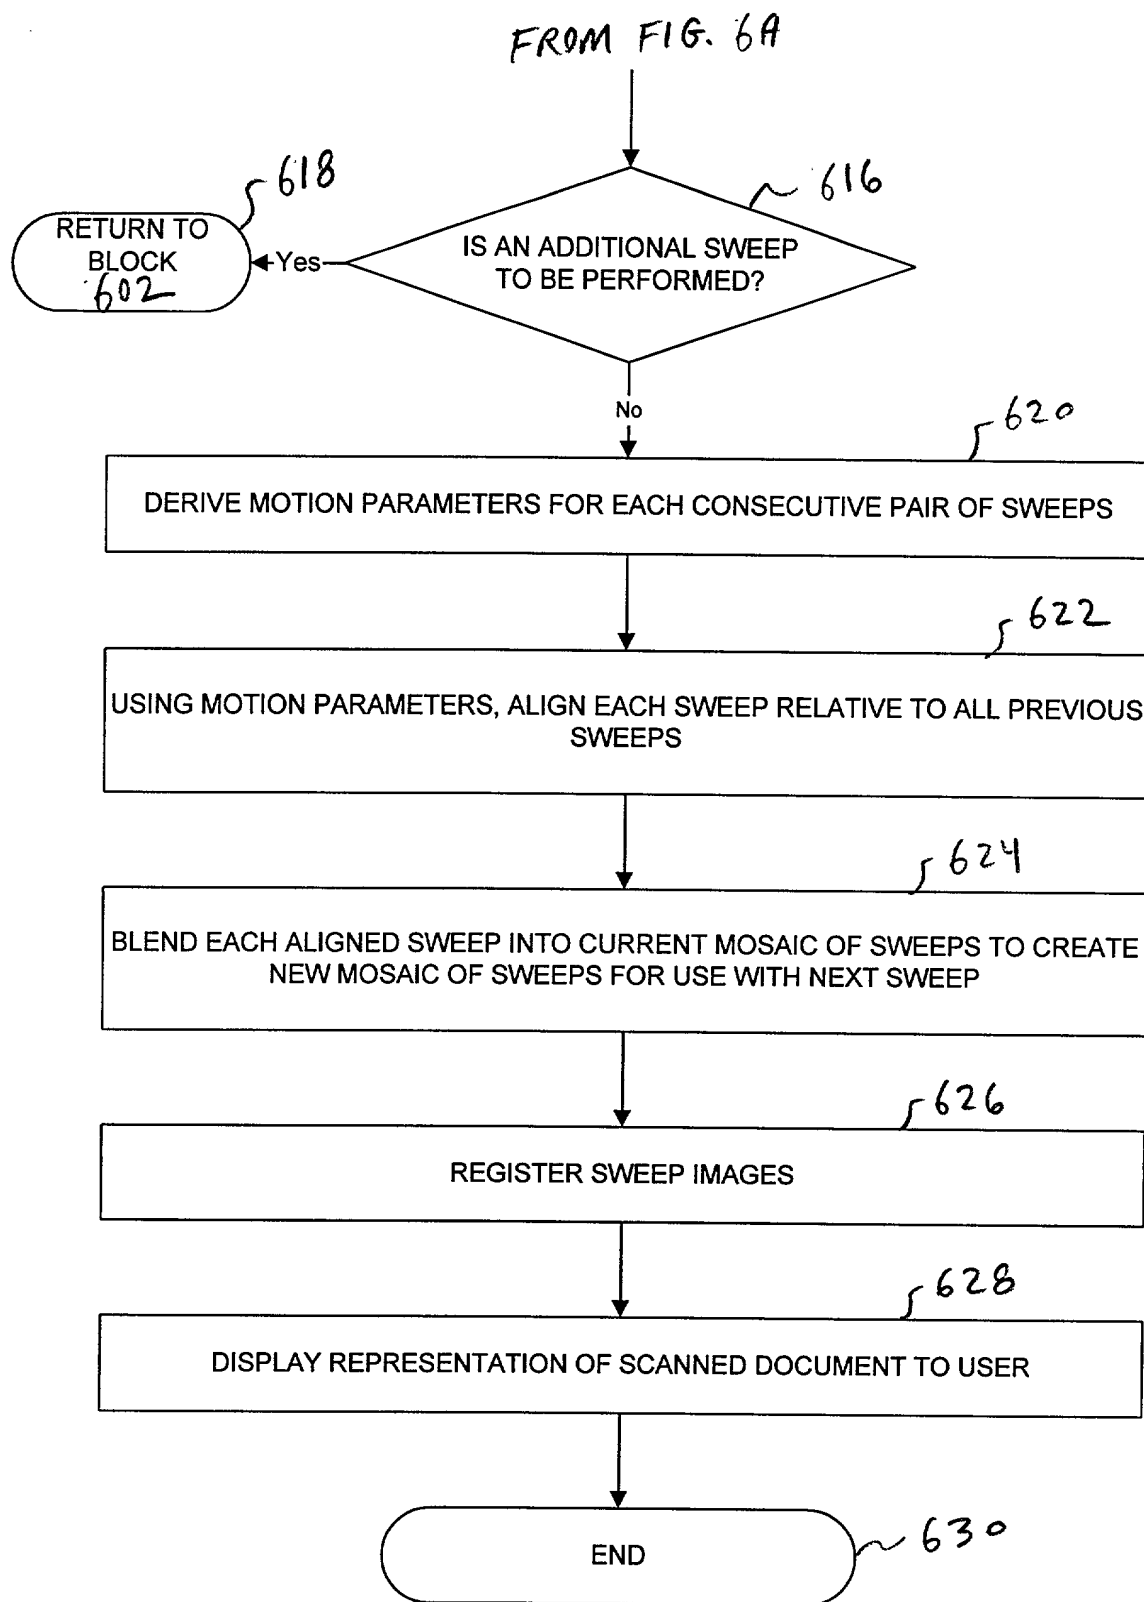 FROM FIG. 6A
618
616
RETURN TO
BLOCK
602
Yes
IS AN ADDITIONAL SWEEP
TO BE PERFORMED?
No
620
DERIVE MOTION PARAMETERS FOR EACH CONSECUTIVE PAIR OF SWEEPS
622
USING MOTION PARAMETERS, ALIGN EACH SWEEP RELATIVE TO ALL PREVIOUS
SWEEPS
624
BLEND EACH ALIGNED SWEEP INTO CURRENT MOSAIC OF SWEEPS TO CREATE
NEW MOSAIC OF SWEEPS FOR USE WITH NEXT SWEEP
626
REGISTER SWEEP IMAGES
628
DISPLAY REPRESENTATION OF SCANNED DOCUMENT TO USER
END
630